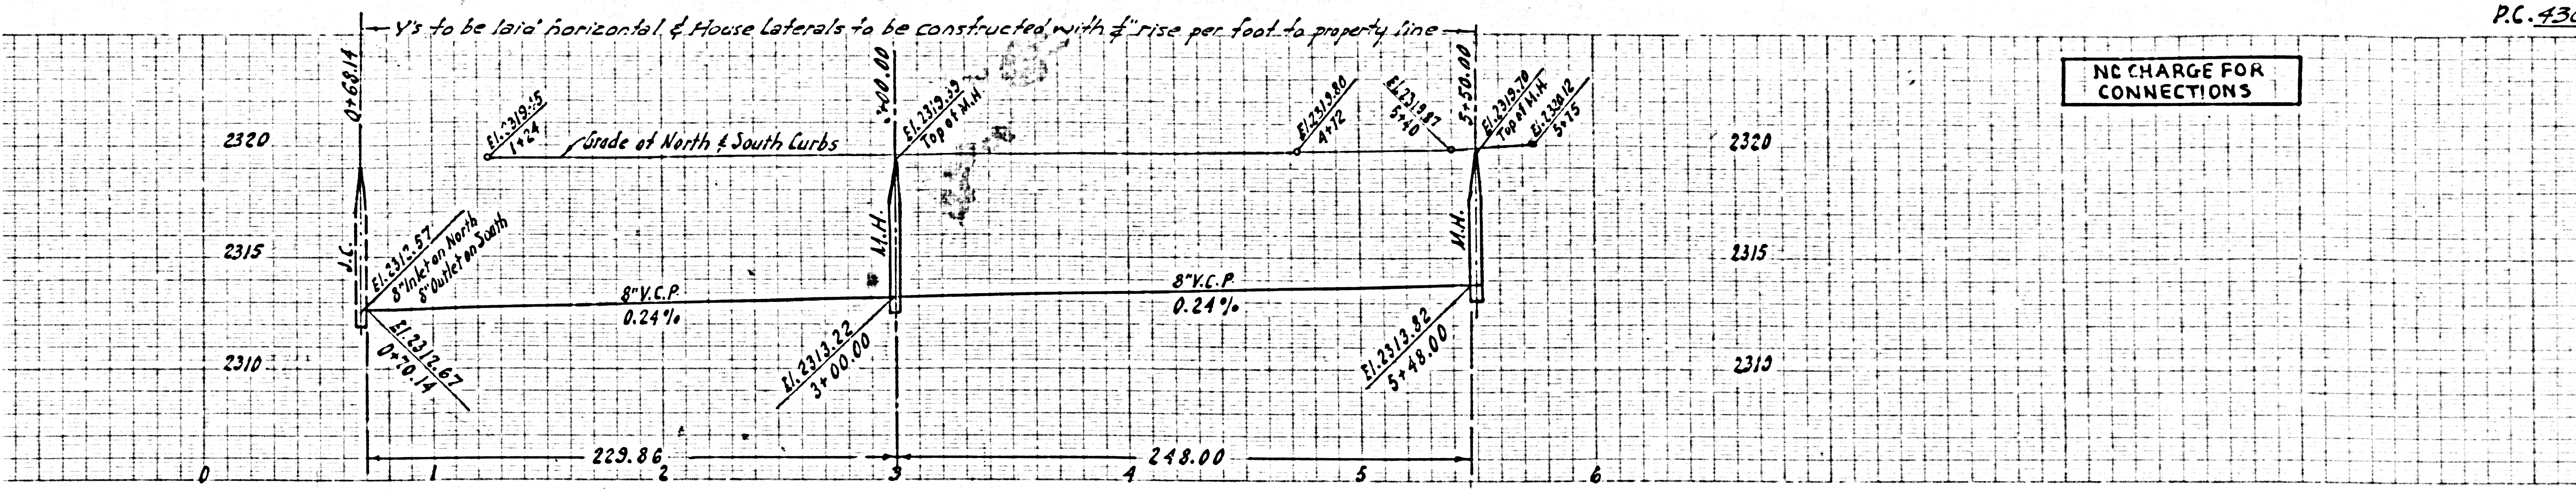 P.C. 430
Y's to be laid horizontal & House Laterals to be constructed with ¼" rise per foot to property line
NO CHARGE FOR
CONNECTIONS
0+68.14
+00.00
5+50.00
El. 2319.45
1+24
Grade of North & South Curbs
El. 2319.39
Top of M.H.
El. 2319.80
4+72
El. 2319.87
5+40
El. 2319.70
Top of M.H.
El. 2320.12
5+75
2320
2320
2315
2315
2310
2310
J.C.
M.H.
M.H.
El. 2312.57
8" Inlet on North
8" Outlet on South
8" V.C.P.
0.24%
8" V.C.P.
0.24%
El. 2312.67
0+70.14
El. 2313.22
3+00.00
El. 2313.82
5+48.00
229.86
248.00
0 1 2 3 4 5 6